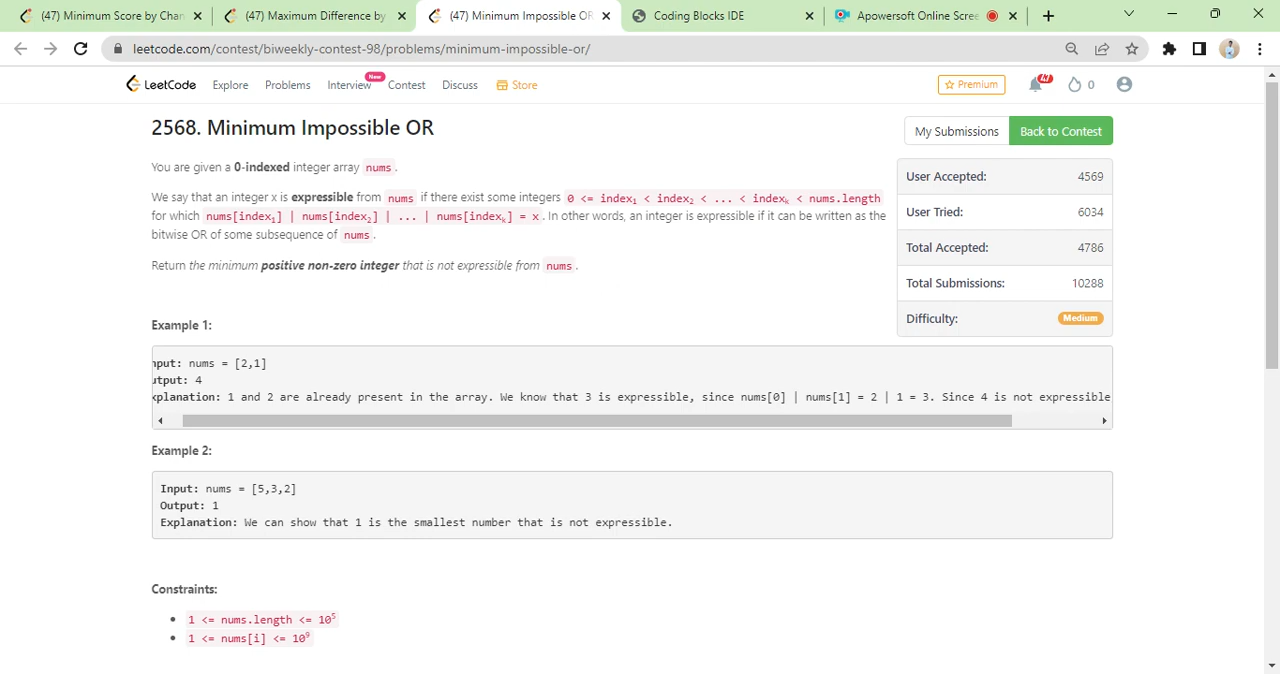 (47) Minimum Score by Chan
(47) Maximum Difference by
(47) Minimum Impossible OR
Coding Blocks IDE
Apowersoft Online Scree
leetcode.com/contest/biweekly-contest-98/problems/minimum-impossible-or/
LeetCode Explore Problems Interview New Contest Discuss Store Premium 47 0
2568. Minimum Impossible OR
My Submissions Back to Contest
You are given a 0-indexed integer array nums.
We say that an integer x is expressible from nums if there exist some integers 0 <= index1 < index2 < ... < indexk < nums.length
for which nums[index1] | nums[index2] | ... | nums[indexk] = x. In other words, an integer is expressible if it can be written as the
bitwise OR of some subsequence of nums.
Return the minimum positive non-zero integer that is not expressible from nums.
User Accepted: 4569
User Tried: 6034
Total Accepted: 4786
Total Submissions: 10288
Difficulty: Medium
Example 1:
nput: nums = [2,1]
utput: 4
xplanation: 1 and 2 are already present in the array. We know that 3 is expressible, since nums[0] | nums[1] = 2 | 1 = 3. Since 4 is not expressible
Example 2:
Input: nums = [5,3,2]
Output: 1
Explanation: We can show that 1 is the smallest number that is not expressible.
Constraints:
• 1 <= nums.length <= 10⁵
• 1 <= nums[i] <= 10⁹